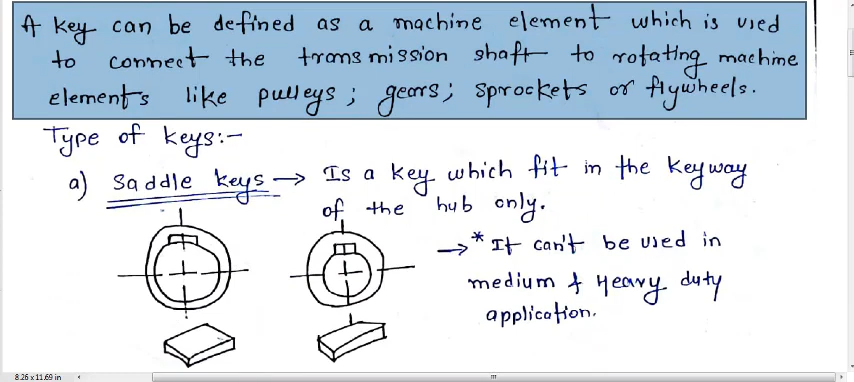 A key can be defined as a machine element which is used
to connect the transmission shaft to rotating machine
elements like pulleys; gears; sprockets or flywheels.
Type of keys:-
a) Saddle keys → Is a key which fit in the keyway
of the hub only.
→ * It can't be used in
medium & Heavy duty
application.
8.26 x 11.69 in